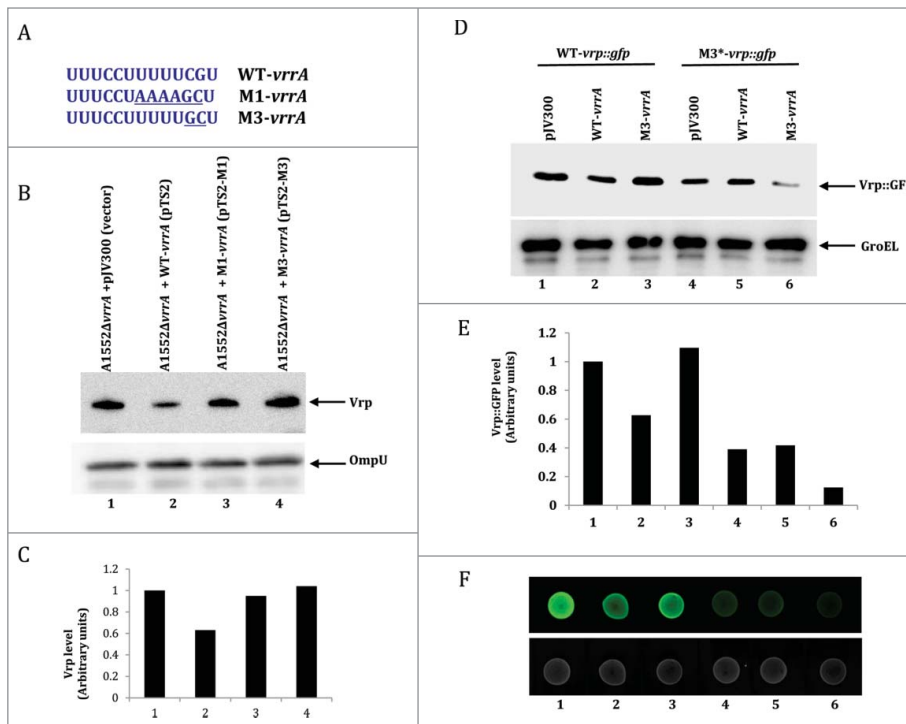 A
UUUCCUUUUUCGU WT-vrrA
UUUCCUAAAAGCU M1-vrrA
UUUCCUUUUUGCU M3-vrrA
B
A1552ΔvrrA +pJV300 (vector)
A1552ΔvrrA + WT-vrrA (pTS2)
A1552ΔvrrA + M1-vrrA (pTS2-M1)
A1552ΔvrrA + M3-vrrA (pTS2-M3)
Vrp
OmpU
1 2 3 4
C
Vrp level
(Arbitrary units)
1.2
1
0.8
0.6
0.4
0.2
0
1 2 3 4
D
WT-vrp::gfp M3*-vrp::gfp
pJV300 WT-vrrA M3-vrrA pJV300 WT-vrrA M3-vrrA
Vrp::GF
GroEL
1 2 3 4 5 6
E
Vrp::GFP level
(Arbitrary units)
1.2
1
0.8
0.6
0.4
0.2
0
1 2 3 4 5 6
F
1 2 3 4 5 6